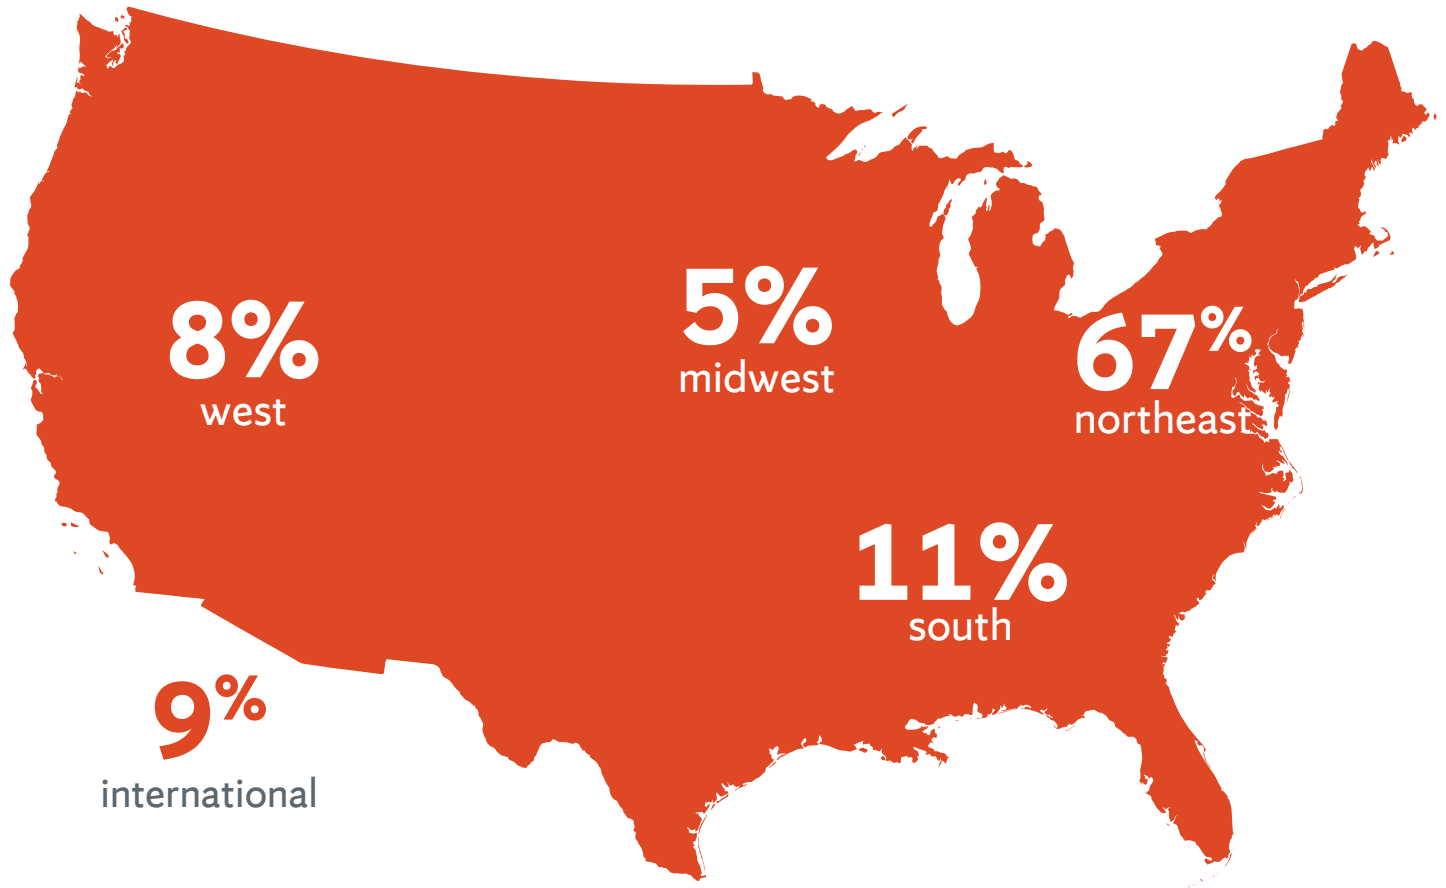 8%
west
5%
midwest
67%
northeast
11%
south
9%
international